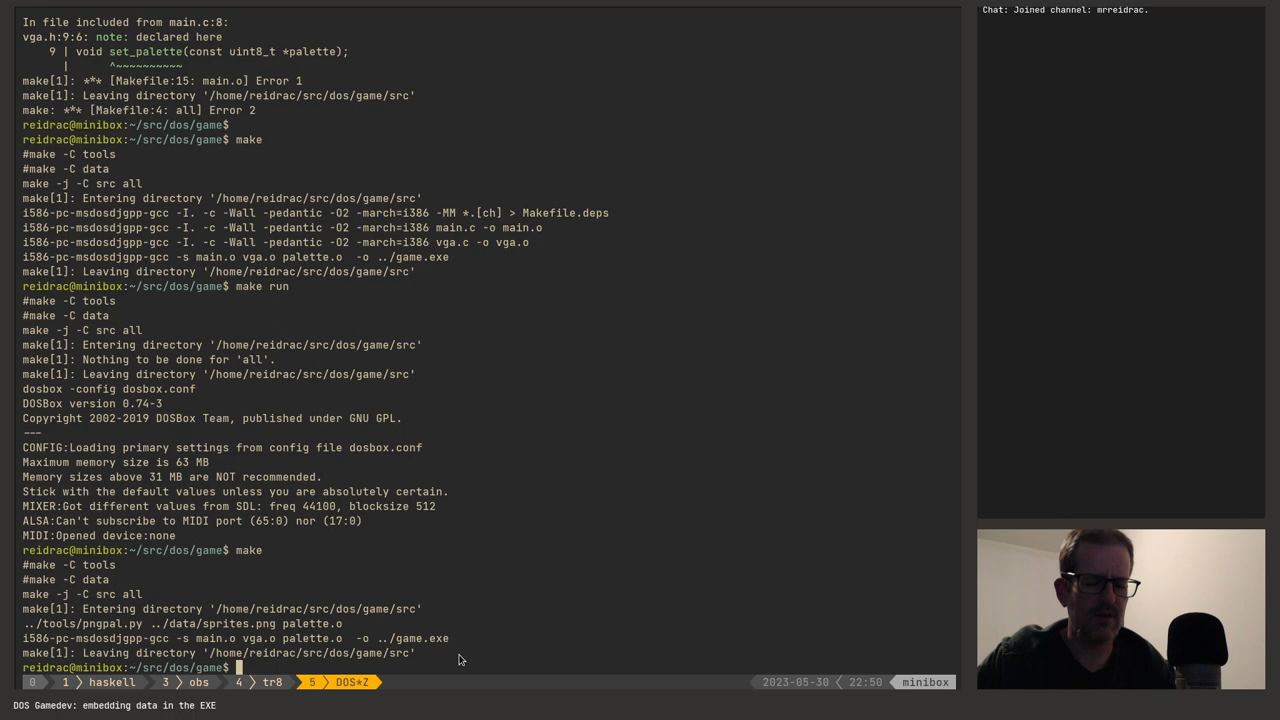 In file included from main.c:8:
vga.h:9:6: note: declared here
    9 | void set_palette(const uint8_t *palette);
      |      ^~~~~~~~~~~
make[1]: *** [Makefile:15: main.o] Error 1
make[1]: Leaving directory '/home/reidrac/src/dos/game/src'
make: *** [Makefile:4: all] Error 2
reidrac@minibox:~/src/dos/game$
reidrac@minibox:~/src/dos/game$ make
#make -C tools
#make -C data
make -j -C src all
make[1]: Entering directory '/home/reidrac/src/dos/game/src'
i586-pc-msdosdjgpp-gcc -I. -c -Wall -pedantic -O2 -march=i386 -MM *.[ch] > Makefile.deps
i586-pc-msdosdjgpp-gcc -I. -c -Wall -pedantic -O2 -march=i386 main.c -o main.o
i586-pc-msdosdjgpp-gcc -I. -c -Wall -pedantic -O2 -march=i386 vga.c -o vga.o
i586-pc-msdosdjgpp-gcc -s main.o vga.o palette.o  -o ../game.exe
make[1]: Leaving directory '/home/reidrac/src/dos/game/src'
reidrac@minibox:~/src/dos/game$ make run
#make -C tools
#make -C data
make -j -C src all
make[1]: Entering directory '/home/reidrac/src/dos/game/src'
make[1]: Nothing to be done for 'all'.
make[1]: Leaving directory '/home/reidrac/src/dos/game/src'
dosbox -config dosbox.conf
DOSBox version 0.74-3
Copyright 2002-2019 DOSBox Team, published under GNU GPL.
---
CONFIG:Loading primary settings from config file dosbox.conf
Maximum memory size is 63 MB
Memory sizes above 31 MB are NOT recommended.
Stick with the default values unless you are absolutely certain.
MIXER:Got different values from SDL: freq 44100, blocksize 512
ALSA:Can't subscribe to MIDI port (65:0) nor (17:0)
MIDI:Opened device:none
reidrac@minibox:~/src/dos/game$ make
#make -C tools
#make -C data
make -j -C src all
make[1]: Entering directory '/home/reidrac/src/dos/game/src'
../tools/pngpal.py ../data/sprites.png palette.o
i586-pc-msdosdjgpp-gcc -s main.o vga.o palette.o  -o ../game.exe
make[1]: Leaving directory '/home/reidrac/src/dos/game/src'
reidrac@minibox:~/src/dos/game$
0 1 haskell 3 obs 4 tr8 5 DOS*Z 2023-05-30 22:50 minibox
DOS Gamedev: embedding data in the EXE
Chat: Joined channel: mrreidrac.